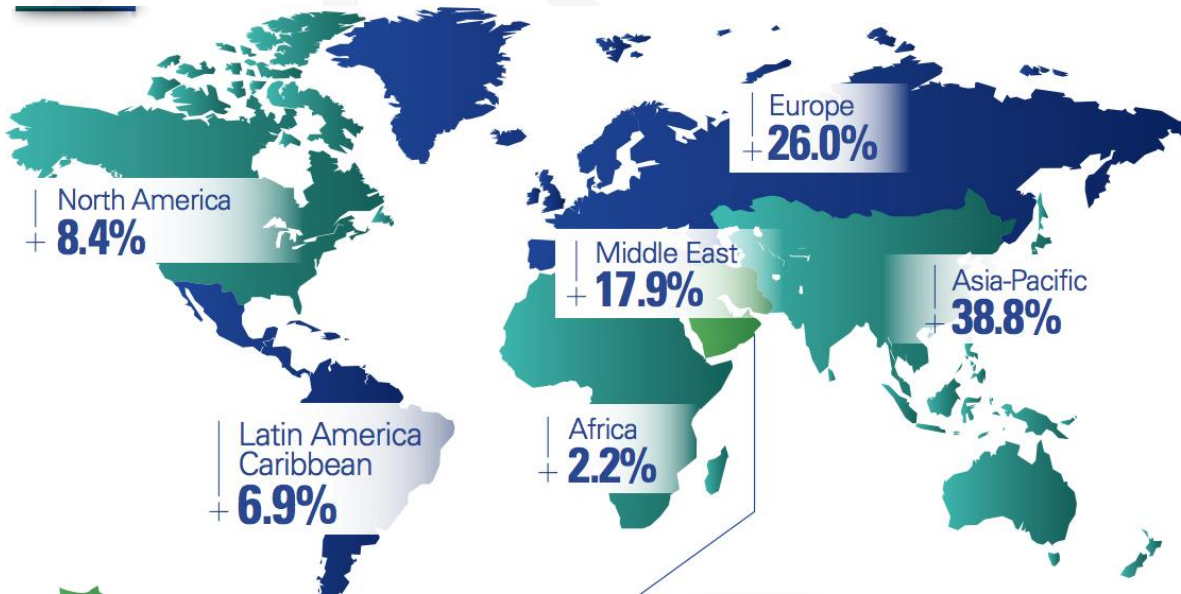 Europe
+ 26.0%
North America
+ 8.4%
Middle East
+ 17.9%
Asia-Pacific
+ 38.8%
Latin America
Caribbean
+ 6.9%
Africa
+ 2.2%